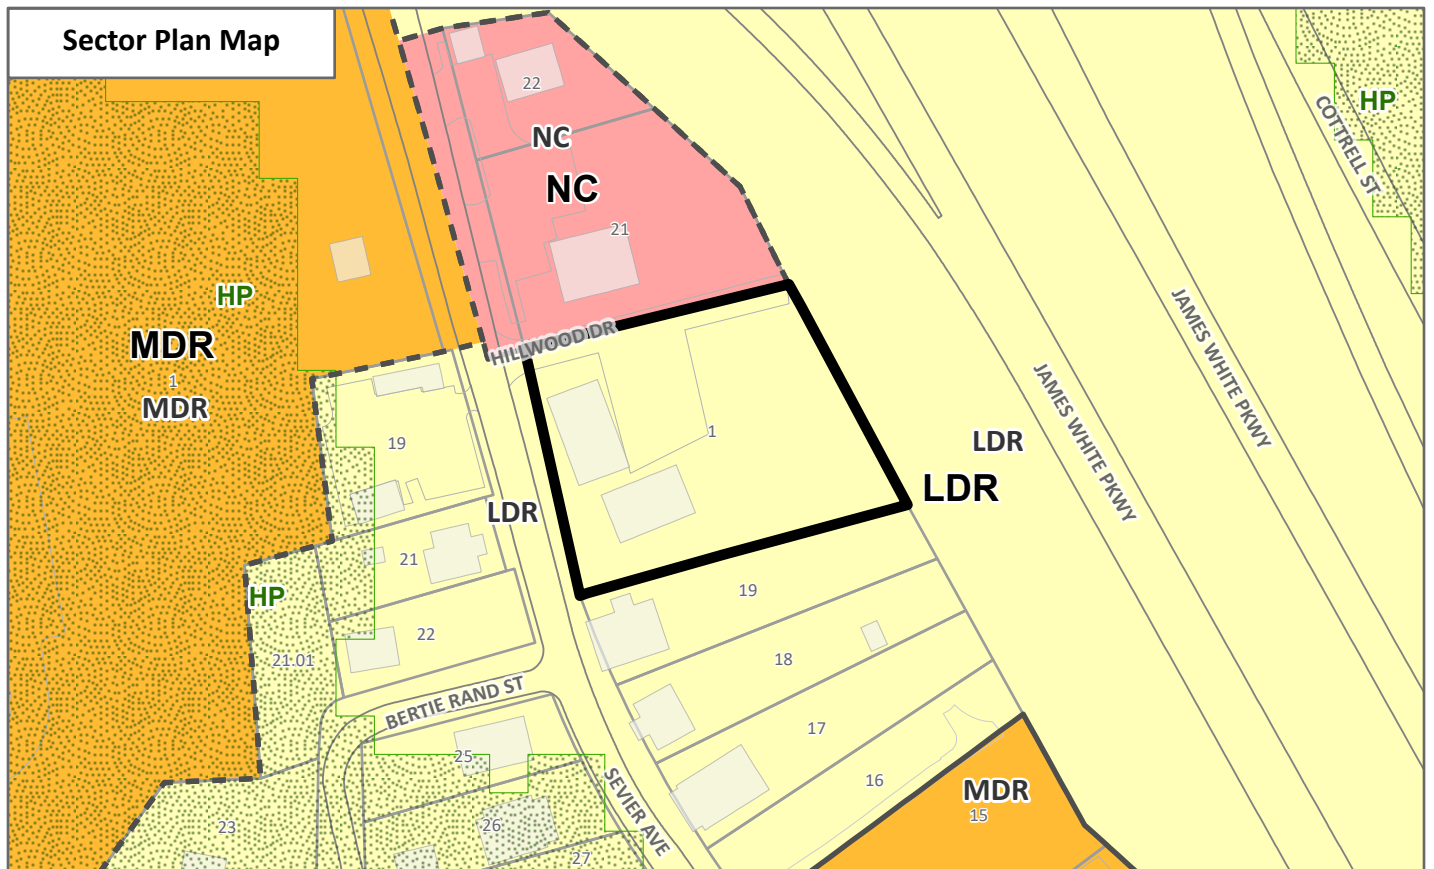 Sector Plan Map
22
NC
NC
21
HP
COTTRELL ST
HP
MDR
1
MDR
HILLWOOD DR
JAMES WHITE PKWY
JAMES WHITE PKWY
19
1
LDR
LDR
LDR
21
HP
22
21.01
19
18
17
16
BERTIE RAND ST
25
SEVIER AVE
MDR
15
23
26
27